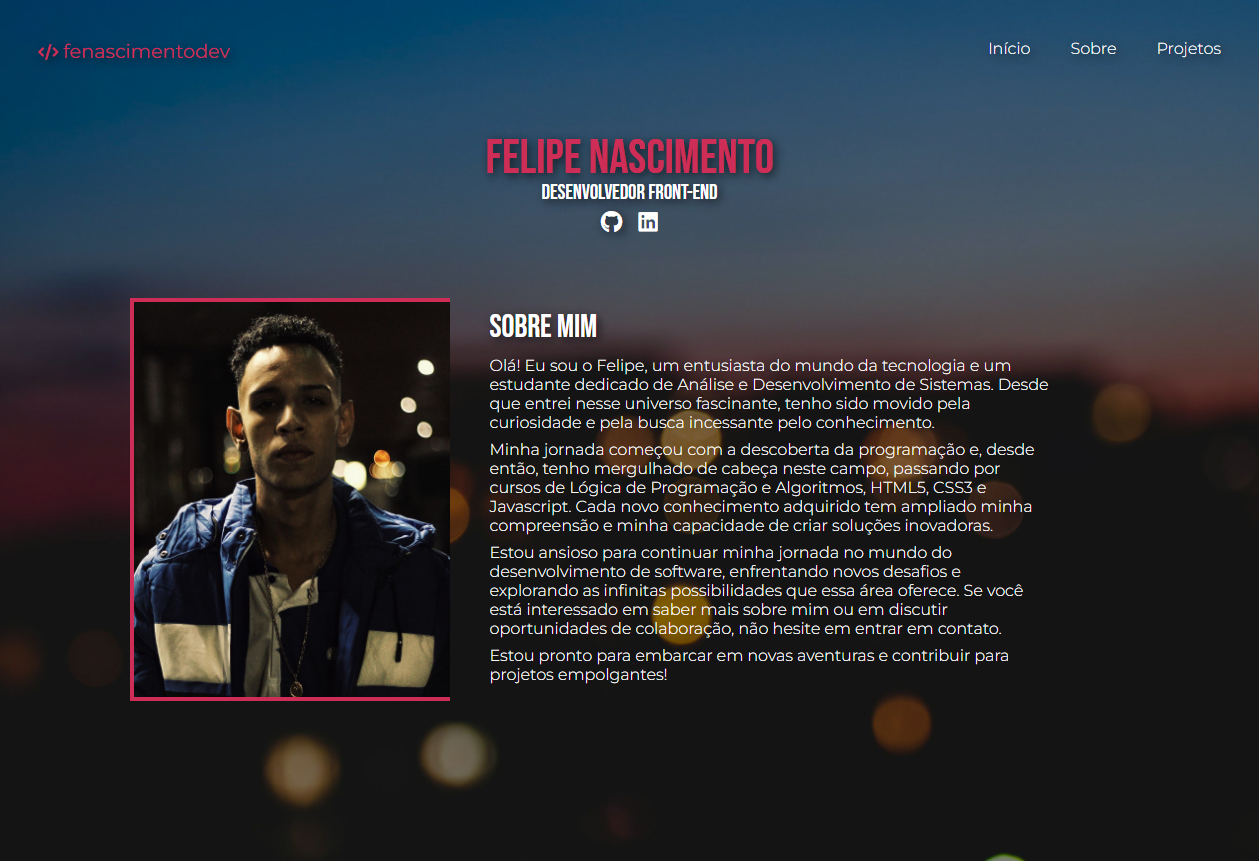 </> fenascimentodev
Início
Sobre
Projetos
FELIPE NASCIMENTO
DESENVOLVEDOR FRONT-END
in
SOBRE MIM
Olá! Eu sou o Felipe, um entusiasta do mundo da tecnologia e um
estudante dedicado de Análise e Desenvolvimento de Sistemas. Desde
que entrei nesse universo fascinante, tenho sido movido pela
curiosidade e pela busca incessante pelo conhecimento.
Minha jornada começou com a descoberta da programação e, desde
então, tenho mergulhado de cabeça neste campo, passando por
cursos de Lógica de Programação e Algoritmos, HTML5, CSS3 e
Javascript. Cada novo conhecimento adquirido tem ampliado minha
compreensão e minha capacidade de criar soluções inovadoras.
Estou ansioso para continuar minha jornada no mundo do
desenvolvimento de software, enfrentando novos desafios e
explorando as infinitas possibilidades que essa área oferece. Se você
está interessado em saber mais sobre mim ou em discutir
oportunidades de colaboração, não hesite em entrar em contato.
Estou pronto para embarcar em novas aventuras e contribuir para
projetos empolgantes!